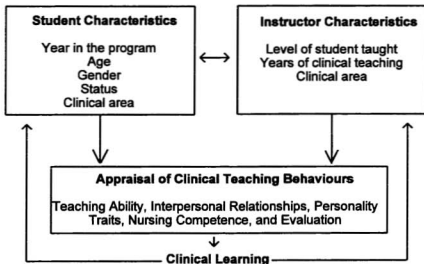 Student Characteristics
Year in the program
Age
Gender
Status
Clinical area
Instructor Characteristics
Level of student taught
Years of clinical teaching
Clinical area
Appraisal of Clinical Teaching Behaviours
Teaching Ability, Interpersonal Relationships, Personality
Traits, Nursing Competence, and Evaluation
Clinical Learning